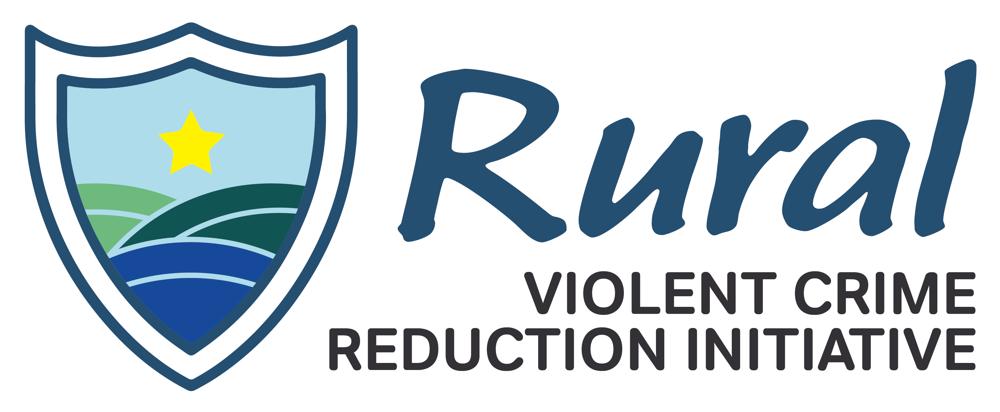 Rural
VIOLENT CRIME
REDUCTION INITIATIVE